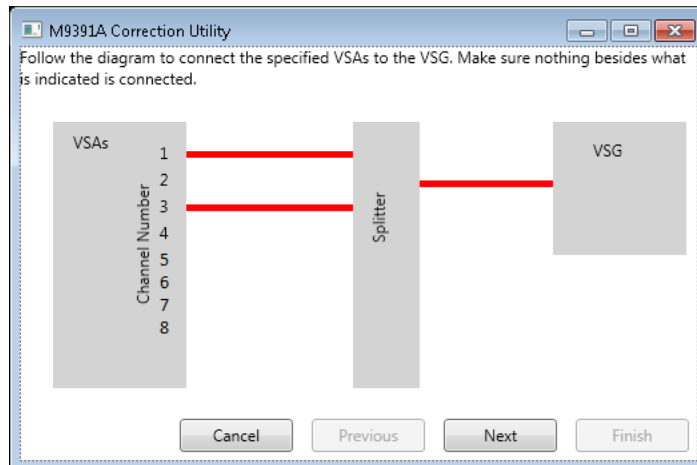 M9391A Correction Utility
Follow the diagram to connect the specified VSAs to the VSG. Make sure nothing besides what
is indicated is connected.
VSAs
Channel Number
1
2
3
4
5
6
7
8
Splitter
VSG
Cancel
Previous
Next
Finish